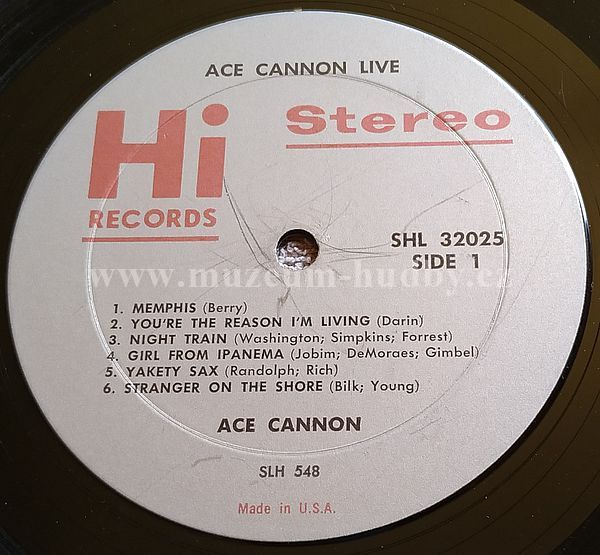 ACE CANNON LIVE
Hi Stereo
RECORDS
SHL 32025
SIDE 1
www.muzeum-hudby.cz
1. MEMPHIS (Berry)
2. YOU'RE THE REASON I'M LIVING (Darin)
3. NIGHT TRAIN (Washington; Simpkins; Forrest)
4. GIRL FROM IPANEMA (Jobim; DeMoraes; Gimbel)
5. YAKETY SAX (Randolph; Rich)
6. STRANGER ON THE SHORE (Bilk; Young)
ACE CANNON
SLH 548
Made in U.S.A.